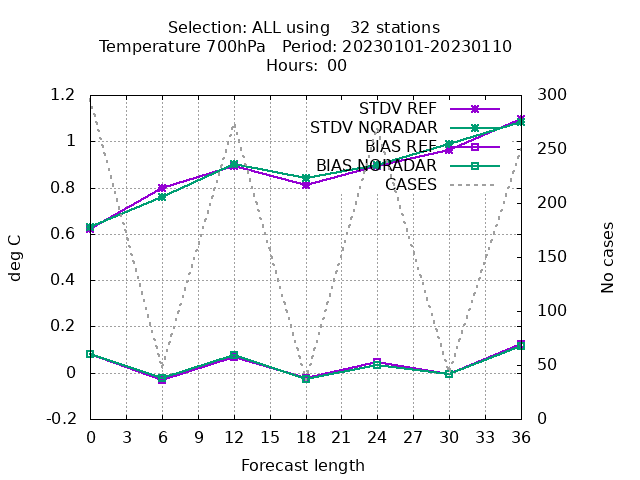 Selection: ALL using    32 stations
Temperature 700hPa   Period: 20230101-20230110
Hours: 00
STDV REF
STDV NORADAR
BIAS REF
BIAS NORADAR
CASES
1.2
1
0.8
0.6
0.4
0.2
0
-0.2
deg C
300
250
200
150
100
50
0
No cases
0 3 6 9 12 15 18 21 24 27 30 33 36
Forecast length